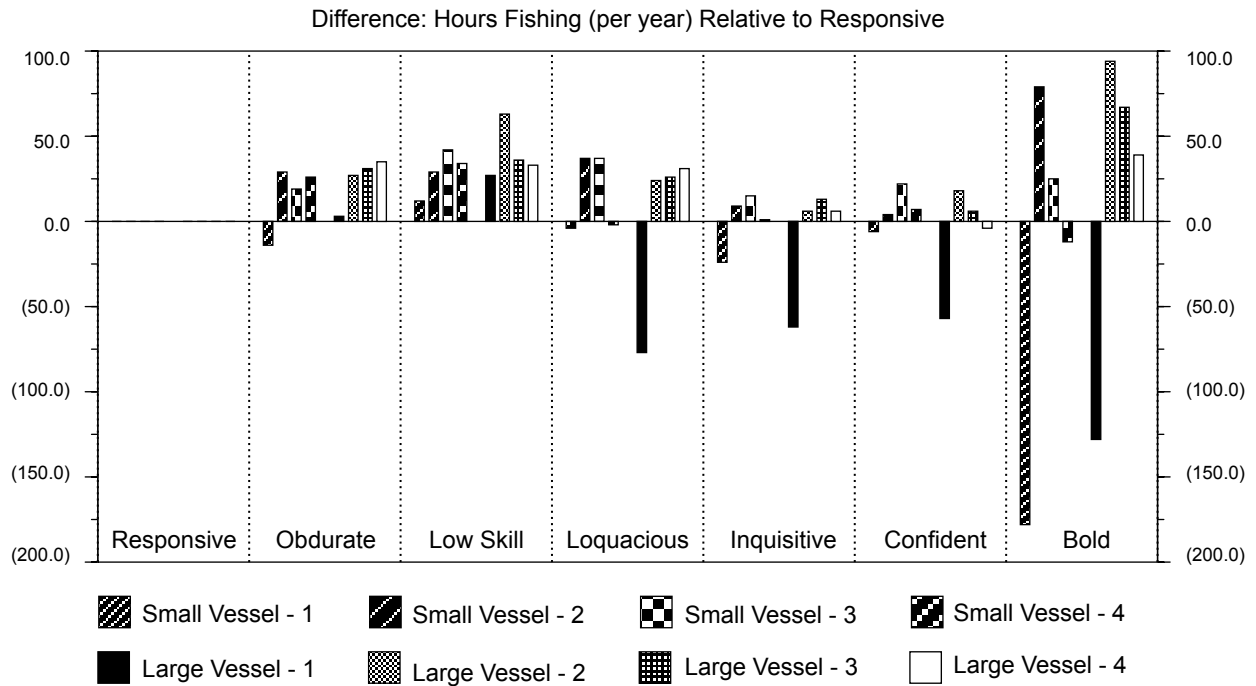 Difference: Hours Fishing (per year) Relative to Responsive
100.0 100.0
50.0 50.0
0.0 0.0
(50.0) (50.0)
(100.0) (100.0)
(150.0) (150.0)
Responsive Obdurate Low Skill Loquacious Inquisitive Confident Bold
(200.0) (200.0)
Small Vessel - 1 Small Vessel - 2 Small Vessel - 3 Small Vessel - 4
Large Vessel - 1 Large Vessel - 2 Large Vessel - 3 Large Vessel - 4